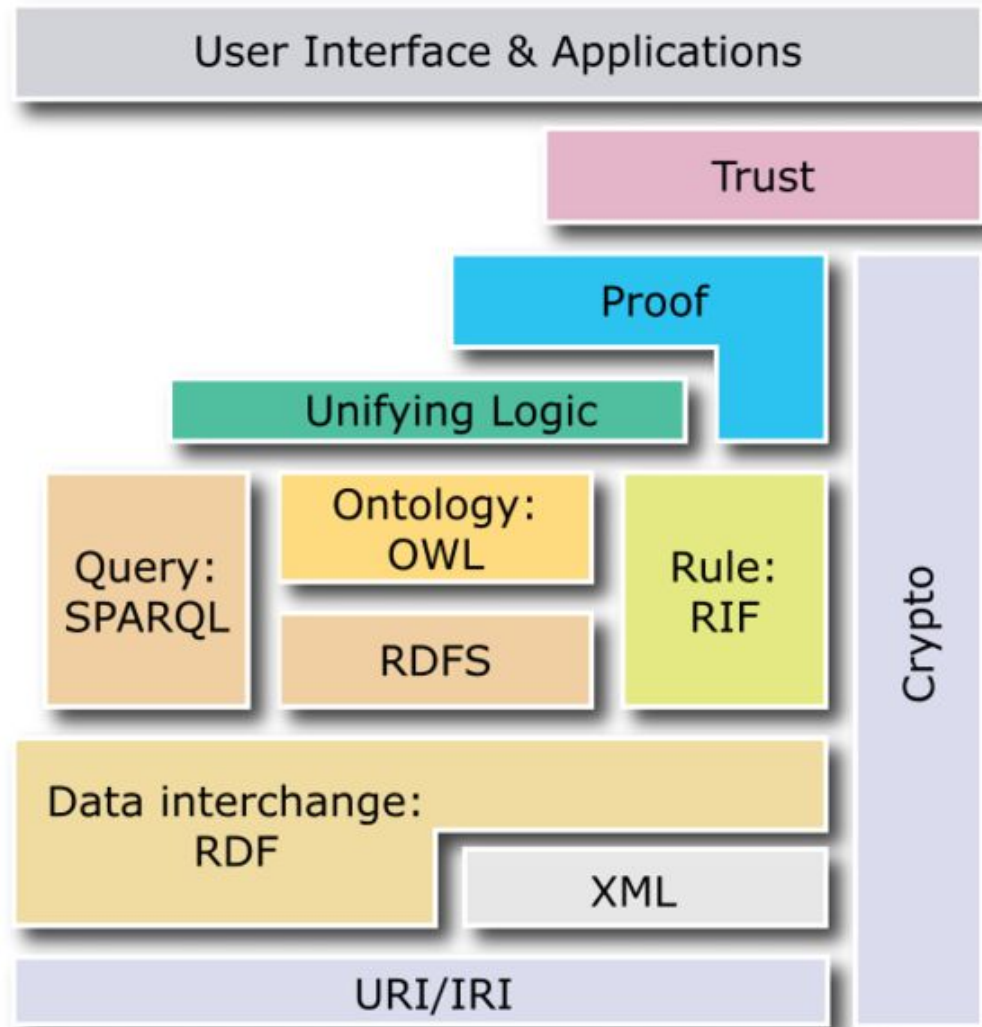 User Interface & Applications
Trust
Proof
Unifying Logic
Query:
SPARQL
Ontology:
OWL
RDFS
Rule:
RIF
Crypto
Data interchange:
RDF
XML
URI/IRI